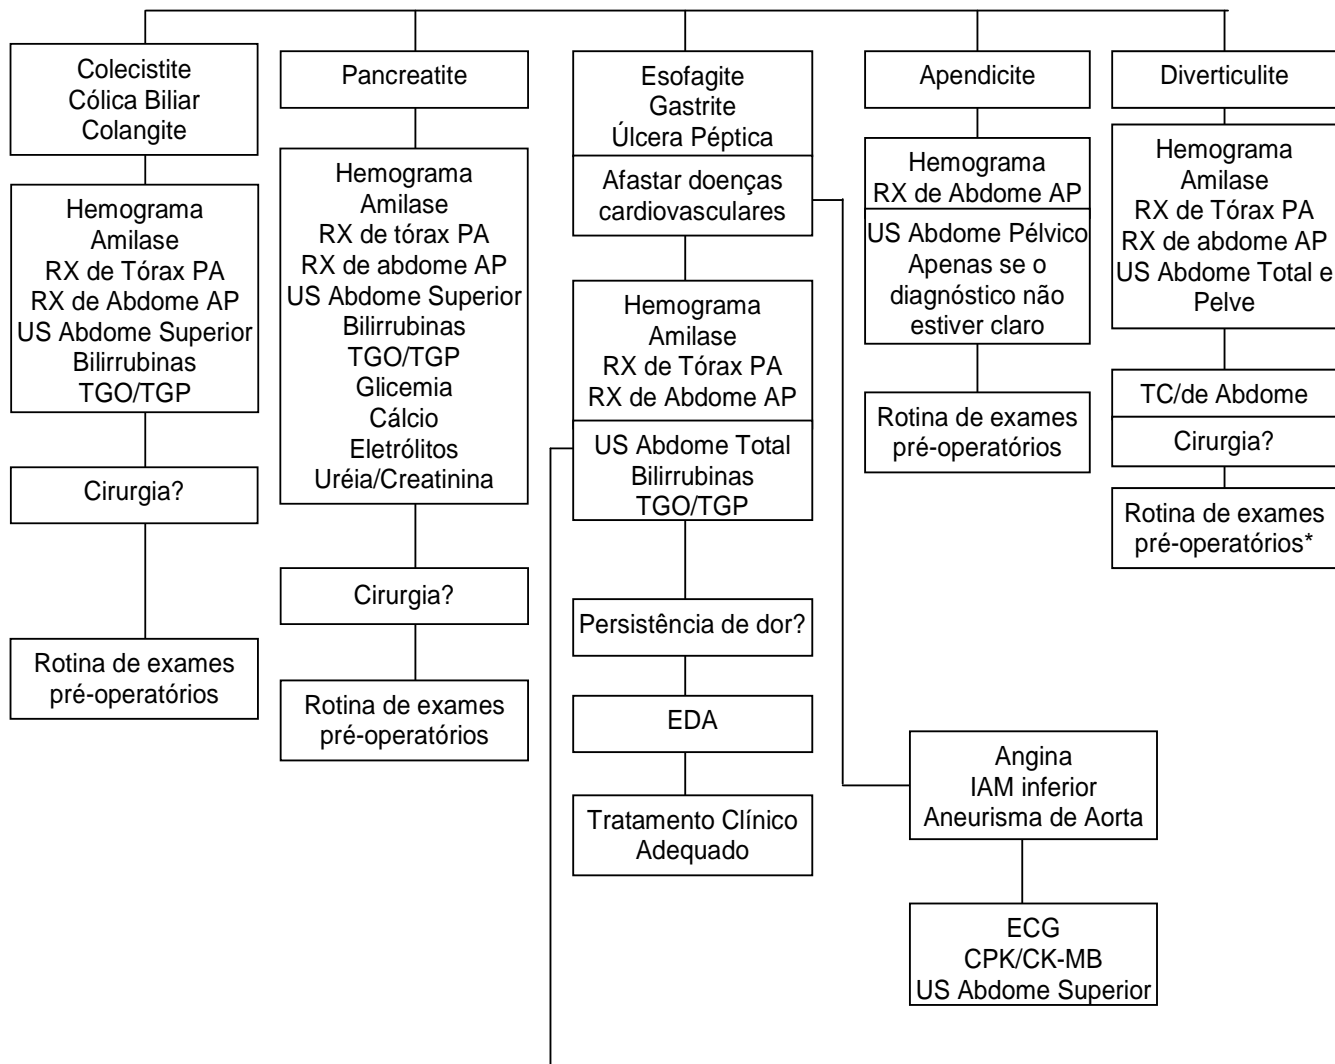 Colecistite
Cólica Biliar
Colangite
Hemograma
Amilase
RX de Tórax PA
RX de Abdome AP
US Abdome Superior
Bilirrubinas
TGO/TGP
Cirurgia?
Rotina de exames
pré-operatórios
Pancreatite
Hemograma
Amilase
RX de tórax PA
RX de abdome AP
US Abdome Superior
Bilirrubinas
TGO/TGP
Glicemia
Cálcio
Eletrólitos
Uréia/Creatinina
Cirurgia?
Rotina de exames
pré-operatórios
Esofagite
Gastrite
Úlcera Péptica
Afastar doenças
cardiovasculares
Hemograma
Amilase
RX de Tórax PA
RX de Abdome AP
US Abdome Total
Bilirrubinas
TGO/TGP
Persistência de dor?
EDA
Tratamento Clínico
Adequado
Apendicite
Hemograma
RX de Abdome AP
US Abdome Pélvico
Apenas se o
diagnóstico não
estiver claro
Rotina de exames
pré-operatórios
Angina
IAM inferior
Aneurisma de Aorta
ECG
CPK/CK-MB
US Abdome Superior
Diverticulite
Hemograma
Amilase
RX de Tórax PA
RX de abdome AP
US Abdome Total e
Pelve
TC/de Abdome
Cirurgia?
Rotina de exames
pré-operatórios*